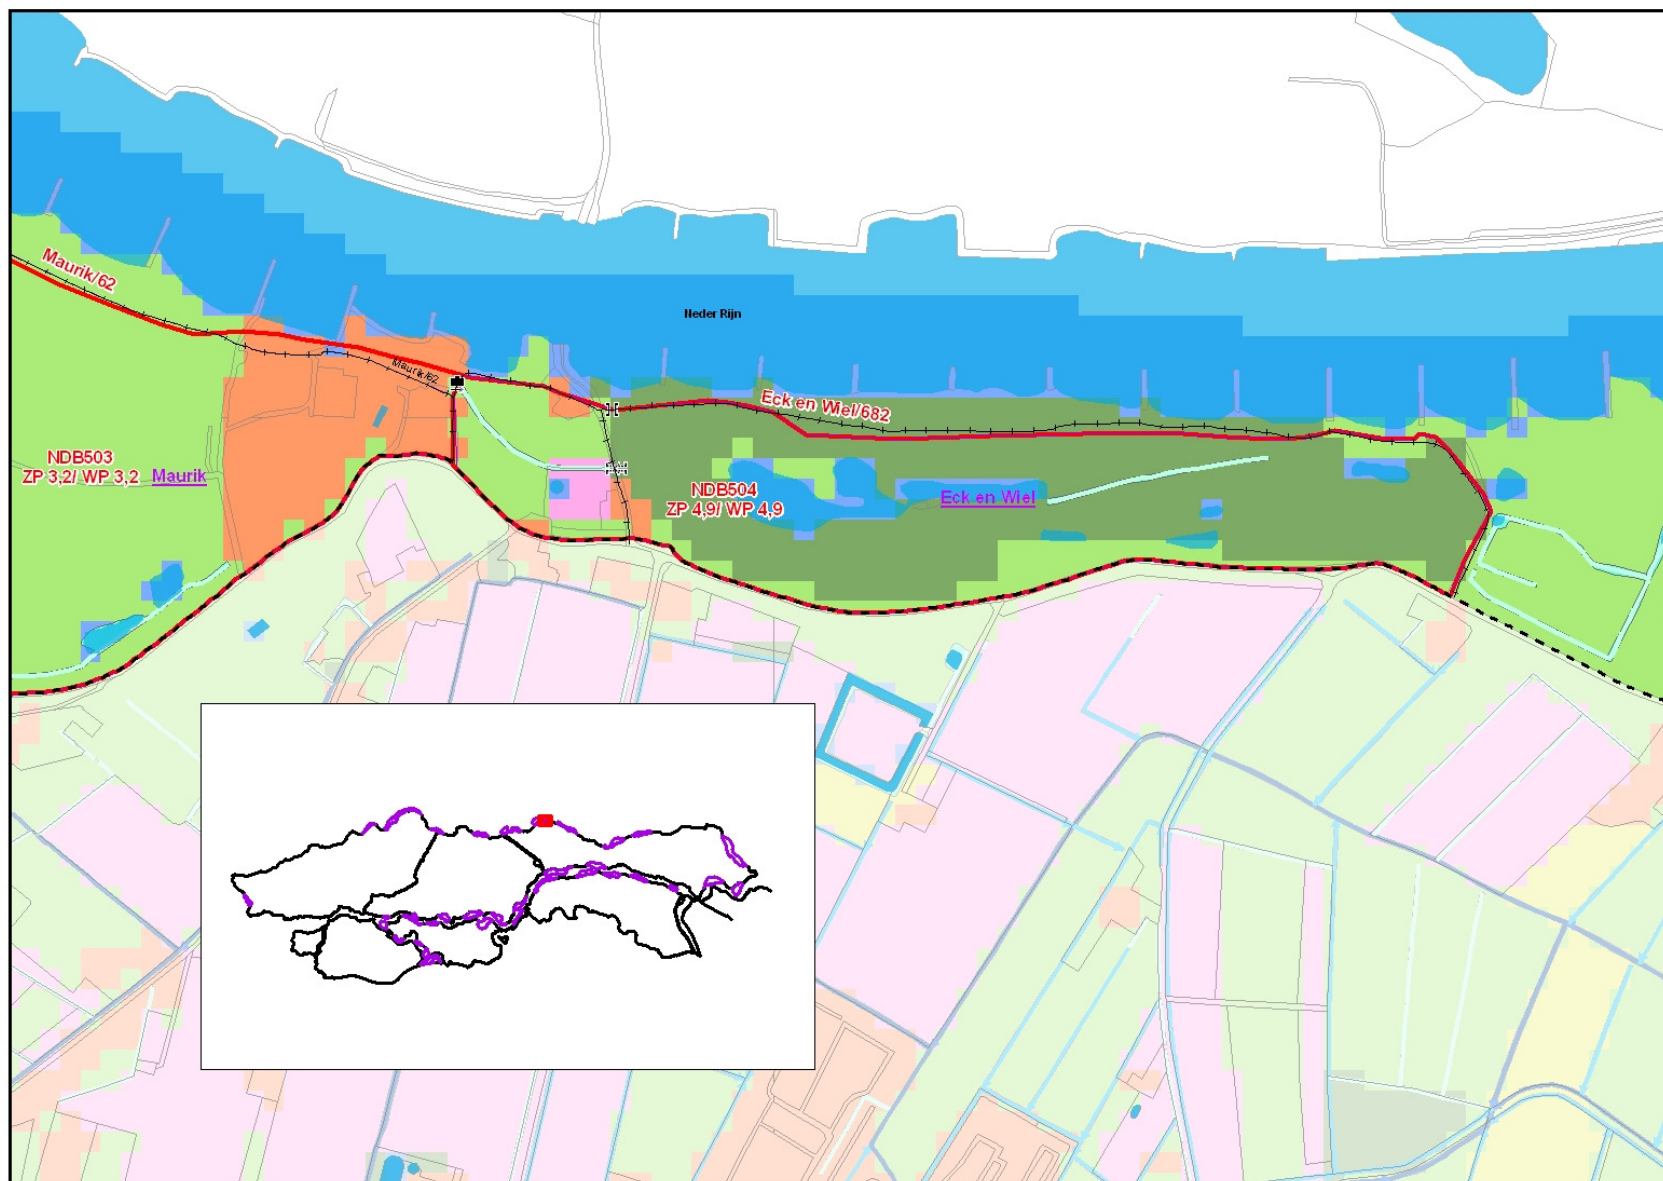 Maurik/62
Neder Rijn
Maurik/62
Eck en Wiel/682
NDB503
ZP 3,2/ WP 3,2
Maurik
NDB504
ZP 4,9/ WP 4,9
Eck en Wiel